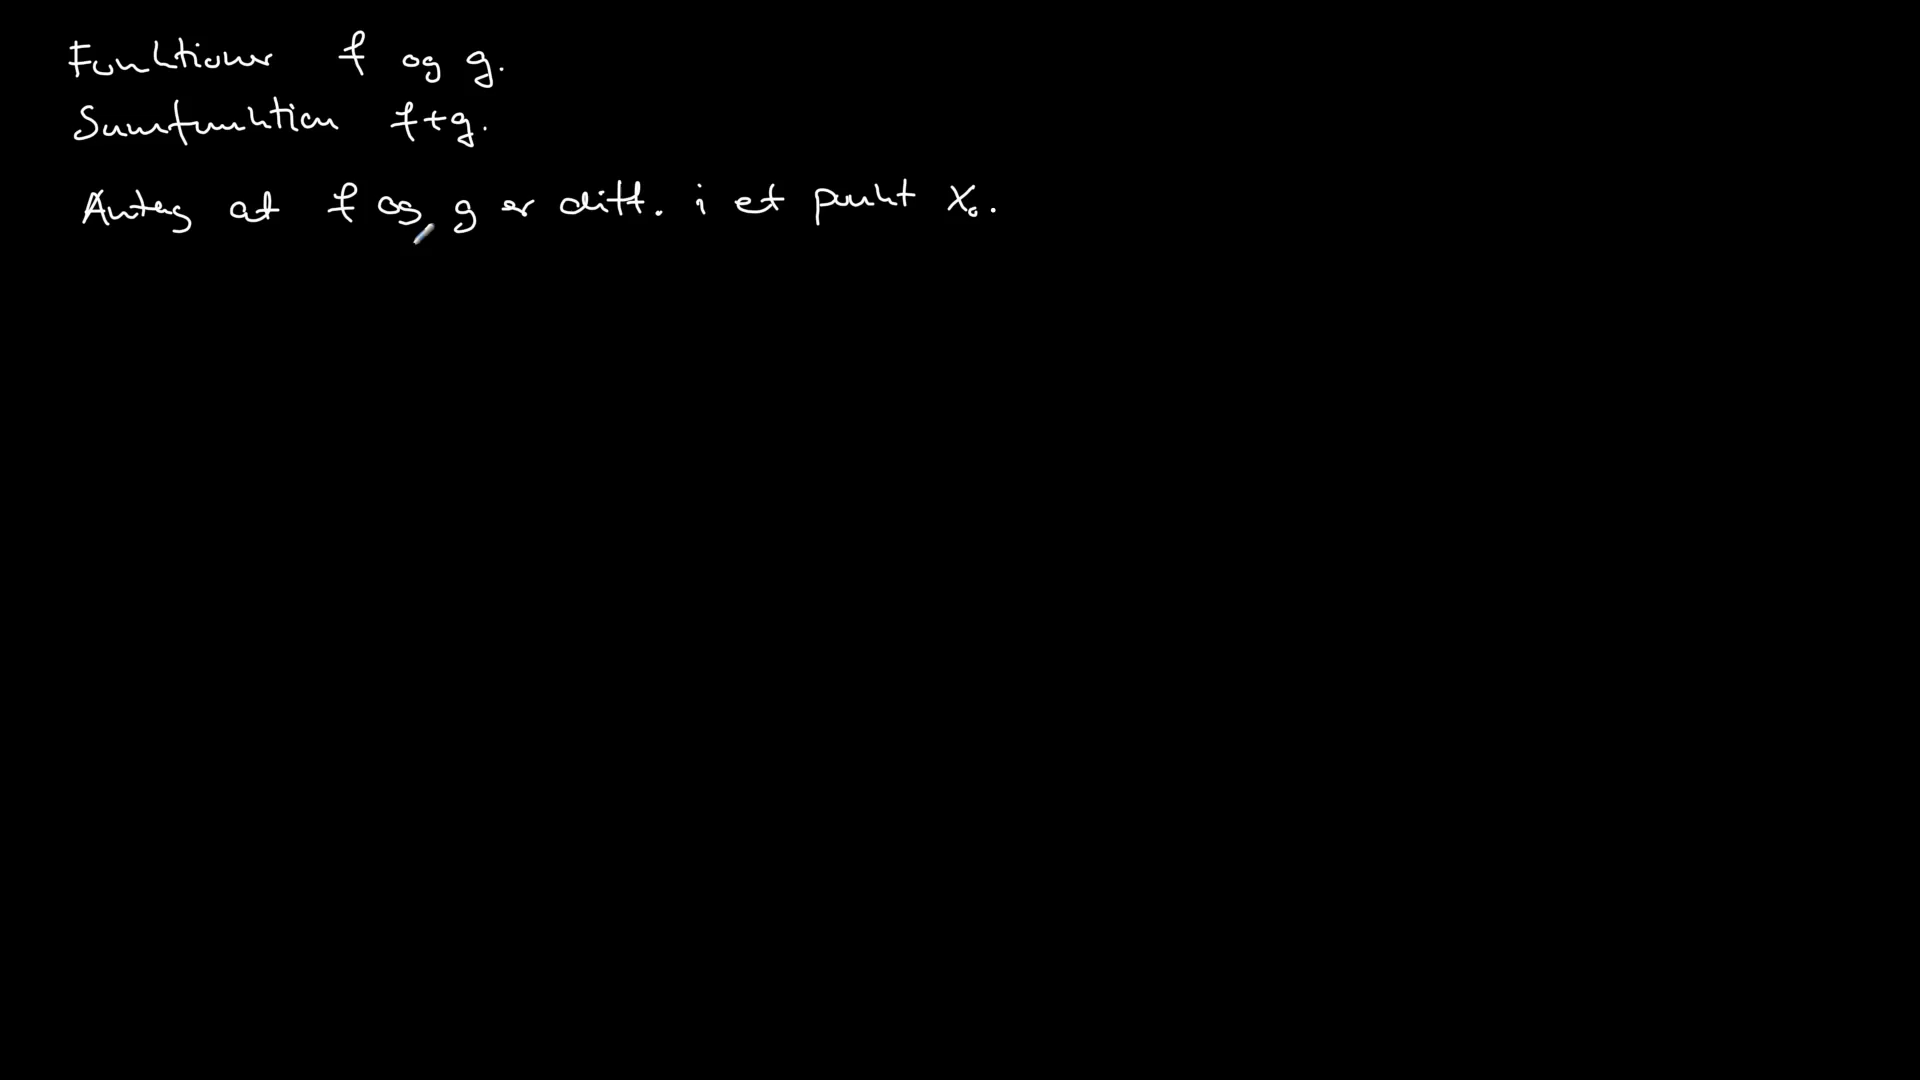 Funktioner f og g.
Sumfunktion f+g.
Antag at f og g er diff. i et punkt x₀.